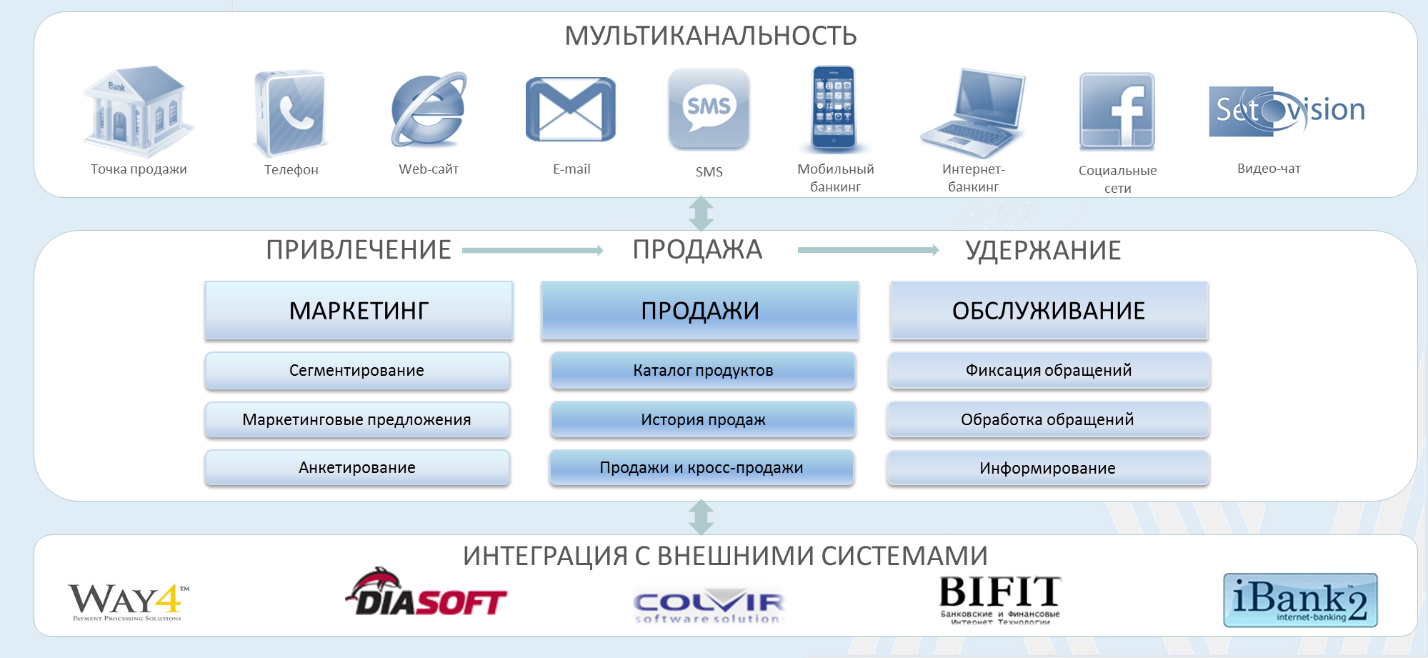 МУЛЬТИКАНАЛЬНОСТЬ
Bank
SMS
Setovision
Точка продажи
Телефон
Web-сайт
E-mail
SMS
Мобильный
банкинг
Интернет-
банкинг
Социальные
сети
Видео-чат
ПРИВЛЕЧЕНИЕ
ПРОДАЖА
УДЕРЖАНИЕ
МАРКЕТИНГ
ПРОДАЖИ
ОБСЛУЖИВАНИЕ
Сегментирование
Каталог продуктов
Фиксация обращений
Маркетинговые предложения
История продаж
Обработка обращений
Анкетирование
Продажи и кросс-продажи
Информирование
ИНТЕГРАЦИЯ С ВНЕШНИМИ СИСТЕМАМИ
WAY4™
PAYMENT PROCESSING SOLUTIONS
DIASOFT
COLVIR
software solution
BIFIT
Банковские и Финансовые
Интернет Технологии
iBank2™
internet-banking